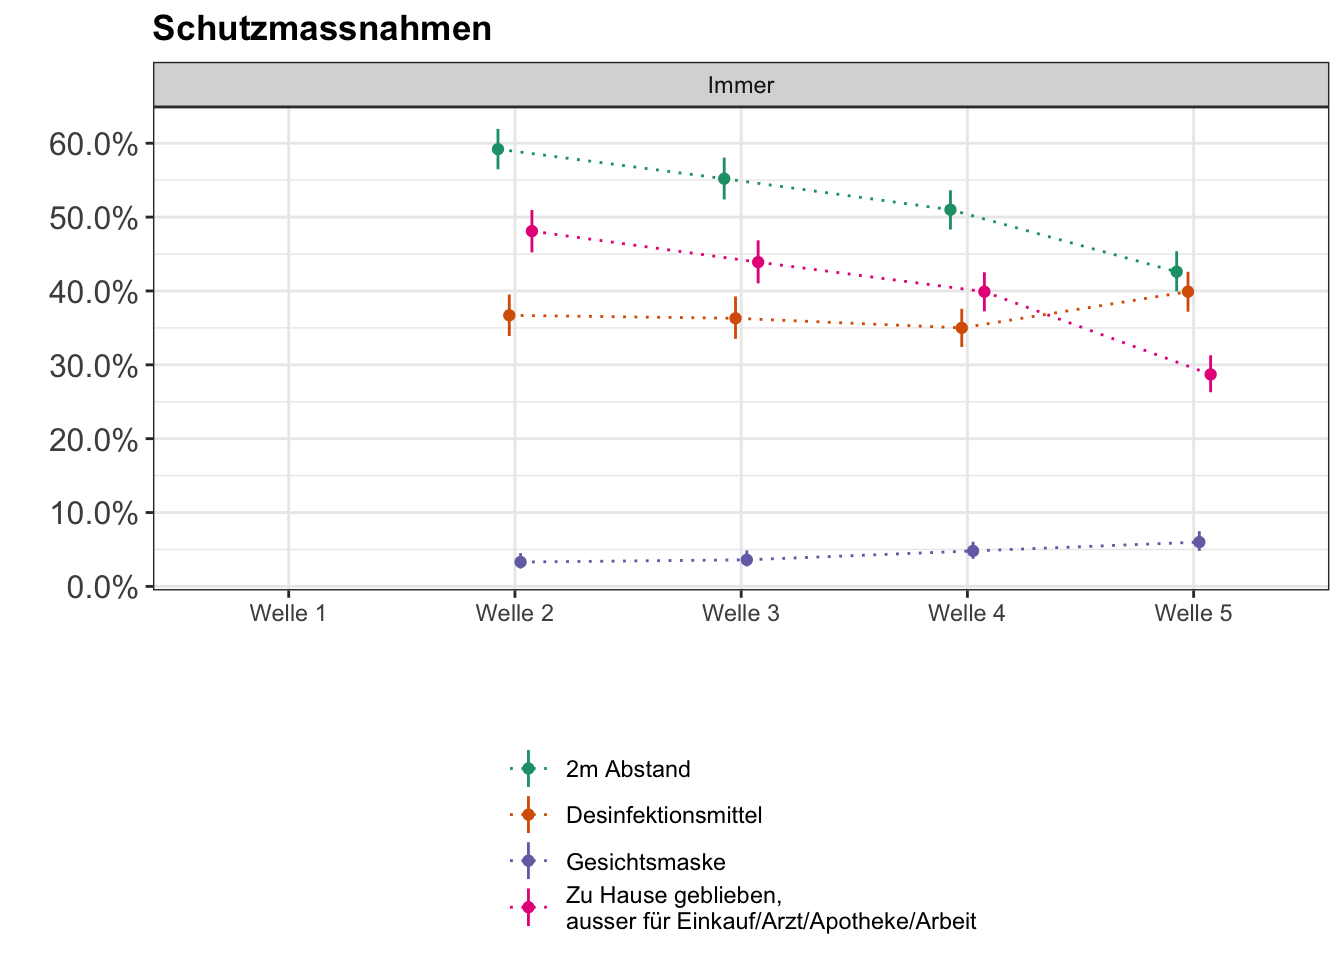 Schutzmassnahmen
Immer
60.0%
50.0%
40.0%
30.0%
20.0%
10.0%
0.0%
Welle 1 Welle 2 Welle 3 Welle 4 Welle 5
2m Abstand
Desinfektionsmittel
Gesichtsmaske
Zu Hause geblieben,
ausser für Einkauf/Arzt/Apotheke/Arbeit